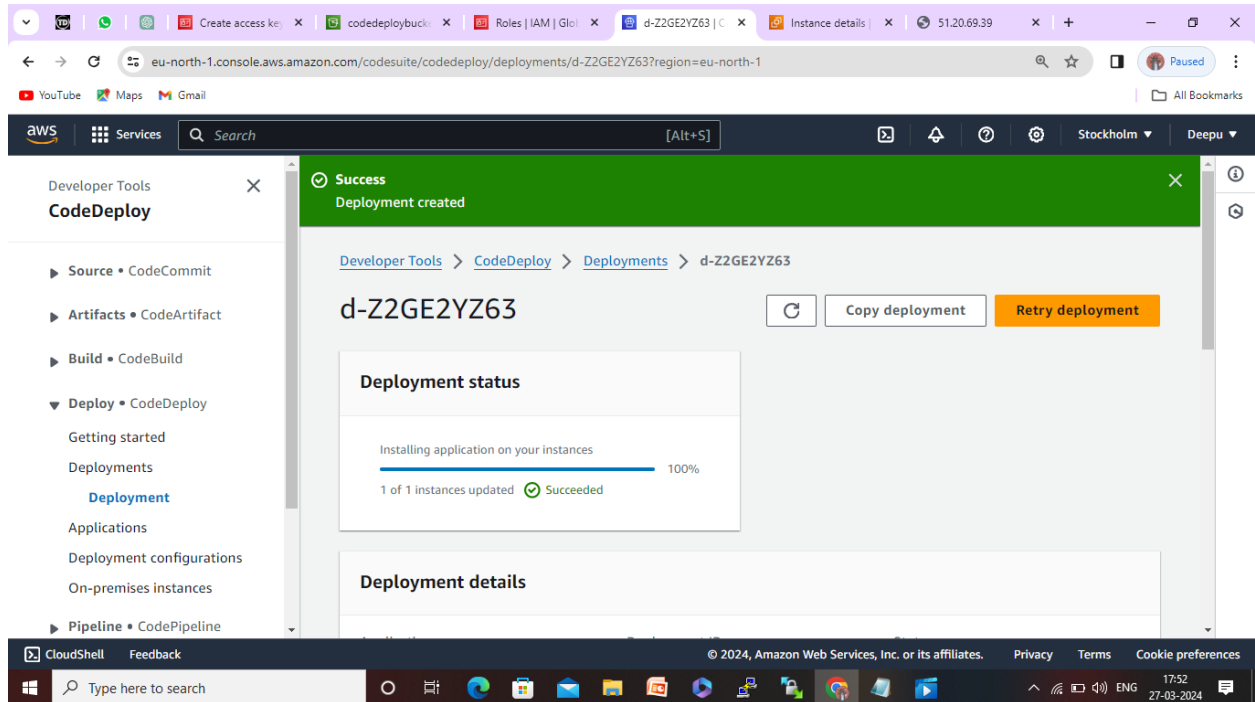 Create access key
codedeploybucke
Roles | IAM | Glob
d-Z2GE2YZ63 | C
Instance details |
51.20.69.39
eu-north-1.console.aws.amazon.com/codesuite/codedeploy/deployments/d-Z2GE2YZ63?region=eu-north-1
Paused
YouTube Maps Gmail
All Bookmarks
aws Services Search [Alt+S] Stockholm Deepu
Developer Tools
CodeDeploy
Source • CodeCommit
Artifacts • CodeArtifact
Build • CodeBuild
Deploy • CodeDeploy
Getting started
Deployments
Deployment
Applications
Deployment configurations
On-premises instances
Pipeline • CodePipeline
Success
Deployment created
Developer Tools > CodeDeploy > Deployments > d-Z2GE2YZ63
d-Z2GE2YZ63
Copy deployment
Retry deployment
Deployment status
Installing application on your instances
100%
1 of 1 instances updated Succeeded
Deployment details
CloudShell Feedback © 2024, Amazon Web Services, Inc. or its affiliates. Privacy Terms Cookie preferences
Type here to search
ENG
17:52
27-03-2024